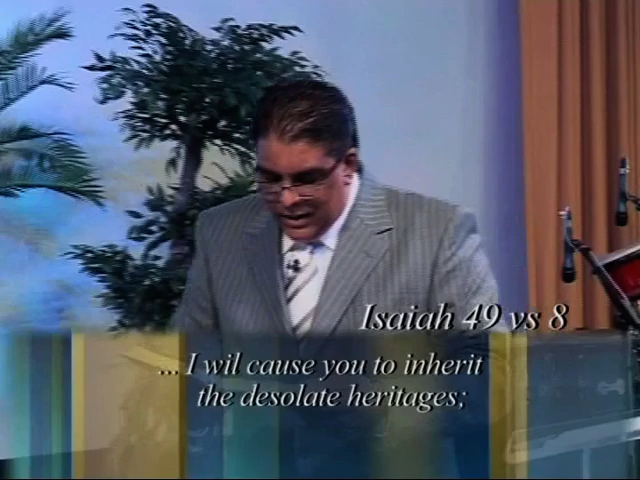 Isaiah 49 vs 8
... I wil cause you to inherit
the desolate heritages;